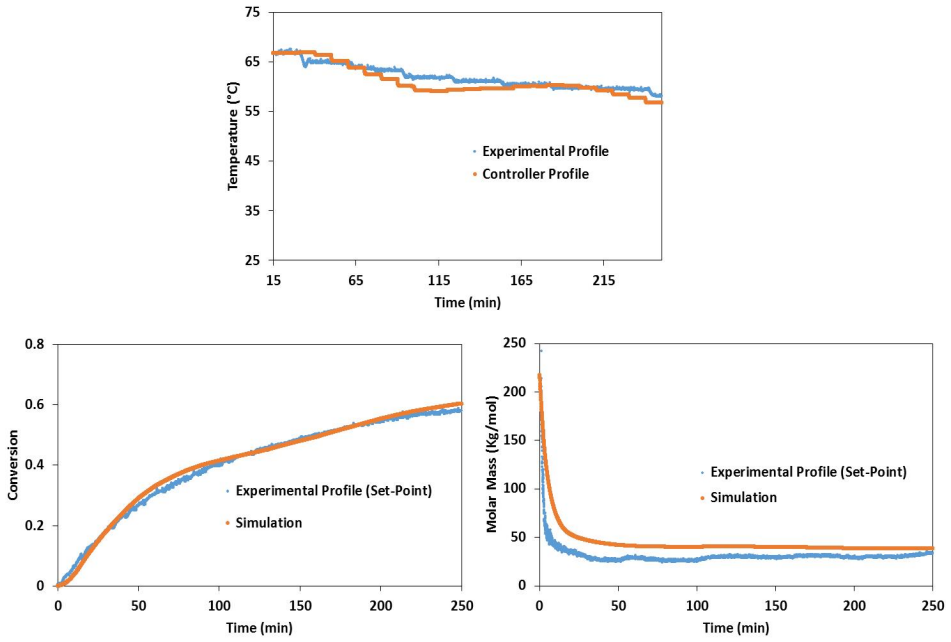 75
65
55
45
35
25
Temperature (°C)
Experimental Profile
Controller Profile
15 65 115 165 215
Time (min)
0.8
0.6
0.4
0.2
0
Conversion
Experimental Profile (Set-Point)
Simulation
0 50 100 150 200 250
Time (min)
250
200
150
100
50
0
Molar Mass (Kg/mol)
Experimental Profile (Set-Point)
Simulation
0 50 100 150 200 250
Time (min)